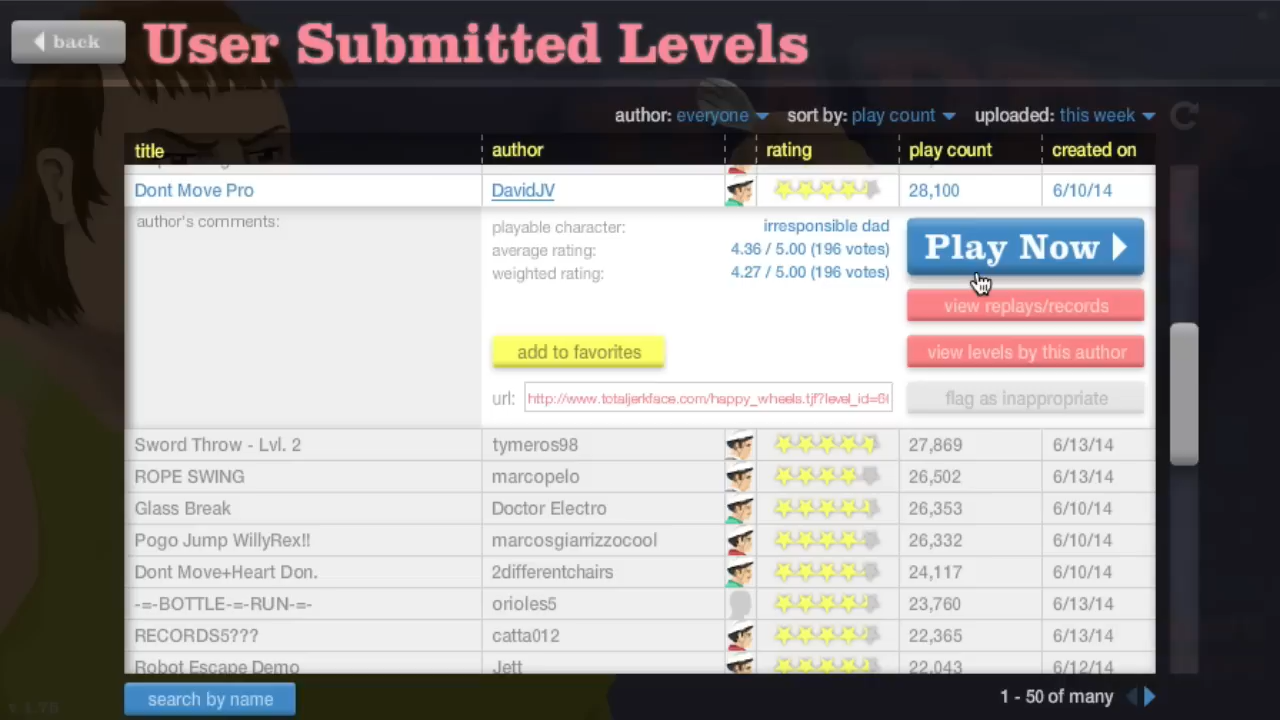 back
User Submitted Levels
author: everyone sort by: play count uploaded: this week
title author rating play count created on
Dont Move Pro DavidJV 28,100 6/10/14
author's comments:
playable character: irresponsible dad
average rating: 4.36 / 5.00 (196 votes)
weighted rating: 4.27 / 5.00 (196 votes)
Play Now
view replays/records
add to favorites
view levels by this author
url: http://www.totaljerkface.com/happy_wheels.tjf?level_id=8
flag as inappropriate
Sword Throw - Lvl. 2 tymeros98 27,869 6/13/14
ROPE SWING marcopelo 26,502 6/13/14
Glass Break Doctor Electro 26,353 6/10/14
Pogo Jump WillyRex!! marcosgiarrizzocool 26,332 6/10/14
Dont Move+Heart Don. 2differentchairs 24,117 6/10/14
-=-BOTTLE-=-RUN-=- orioles5 23,760 6/13/14
RECORDS5??? catta012 22,365 6/13/14
Robot Escape Demo Jett 22,043 6/12/14
search by name
1 - 50 of many